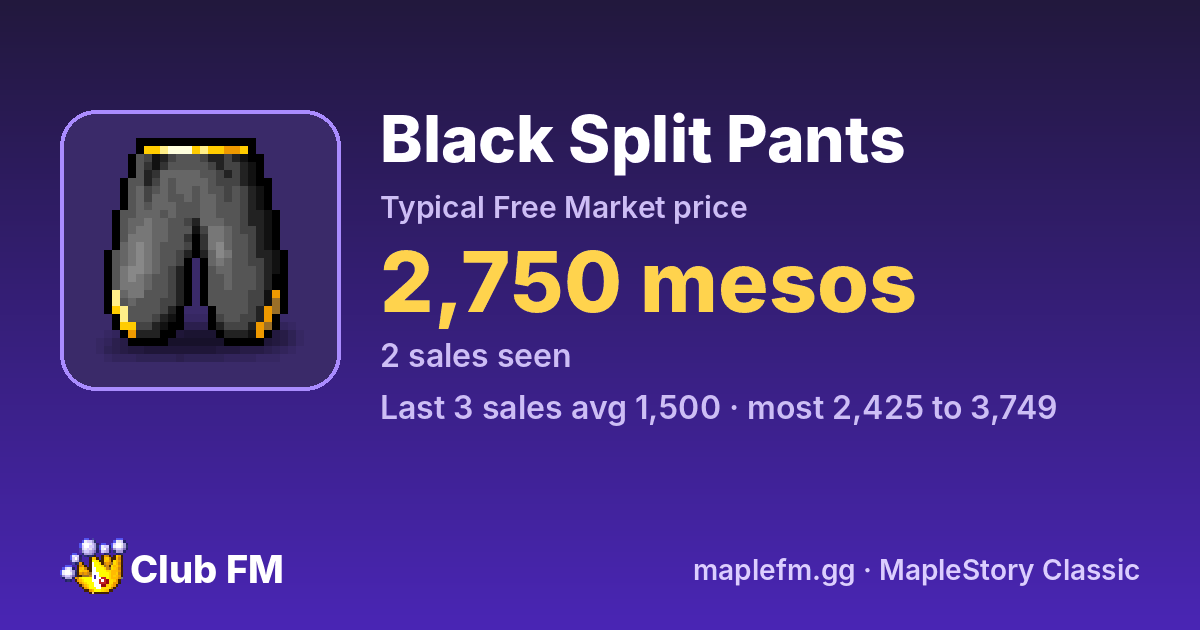 Black Split Pants
Typical Free Market price
2,750 mesos
2 sales seen
Last 3 sales avg 1,500 · most 2,425 to 3,749
Club FM
maplefm.gg · MapleStory Classic